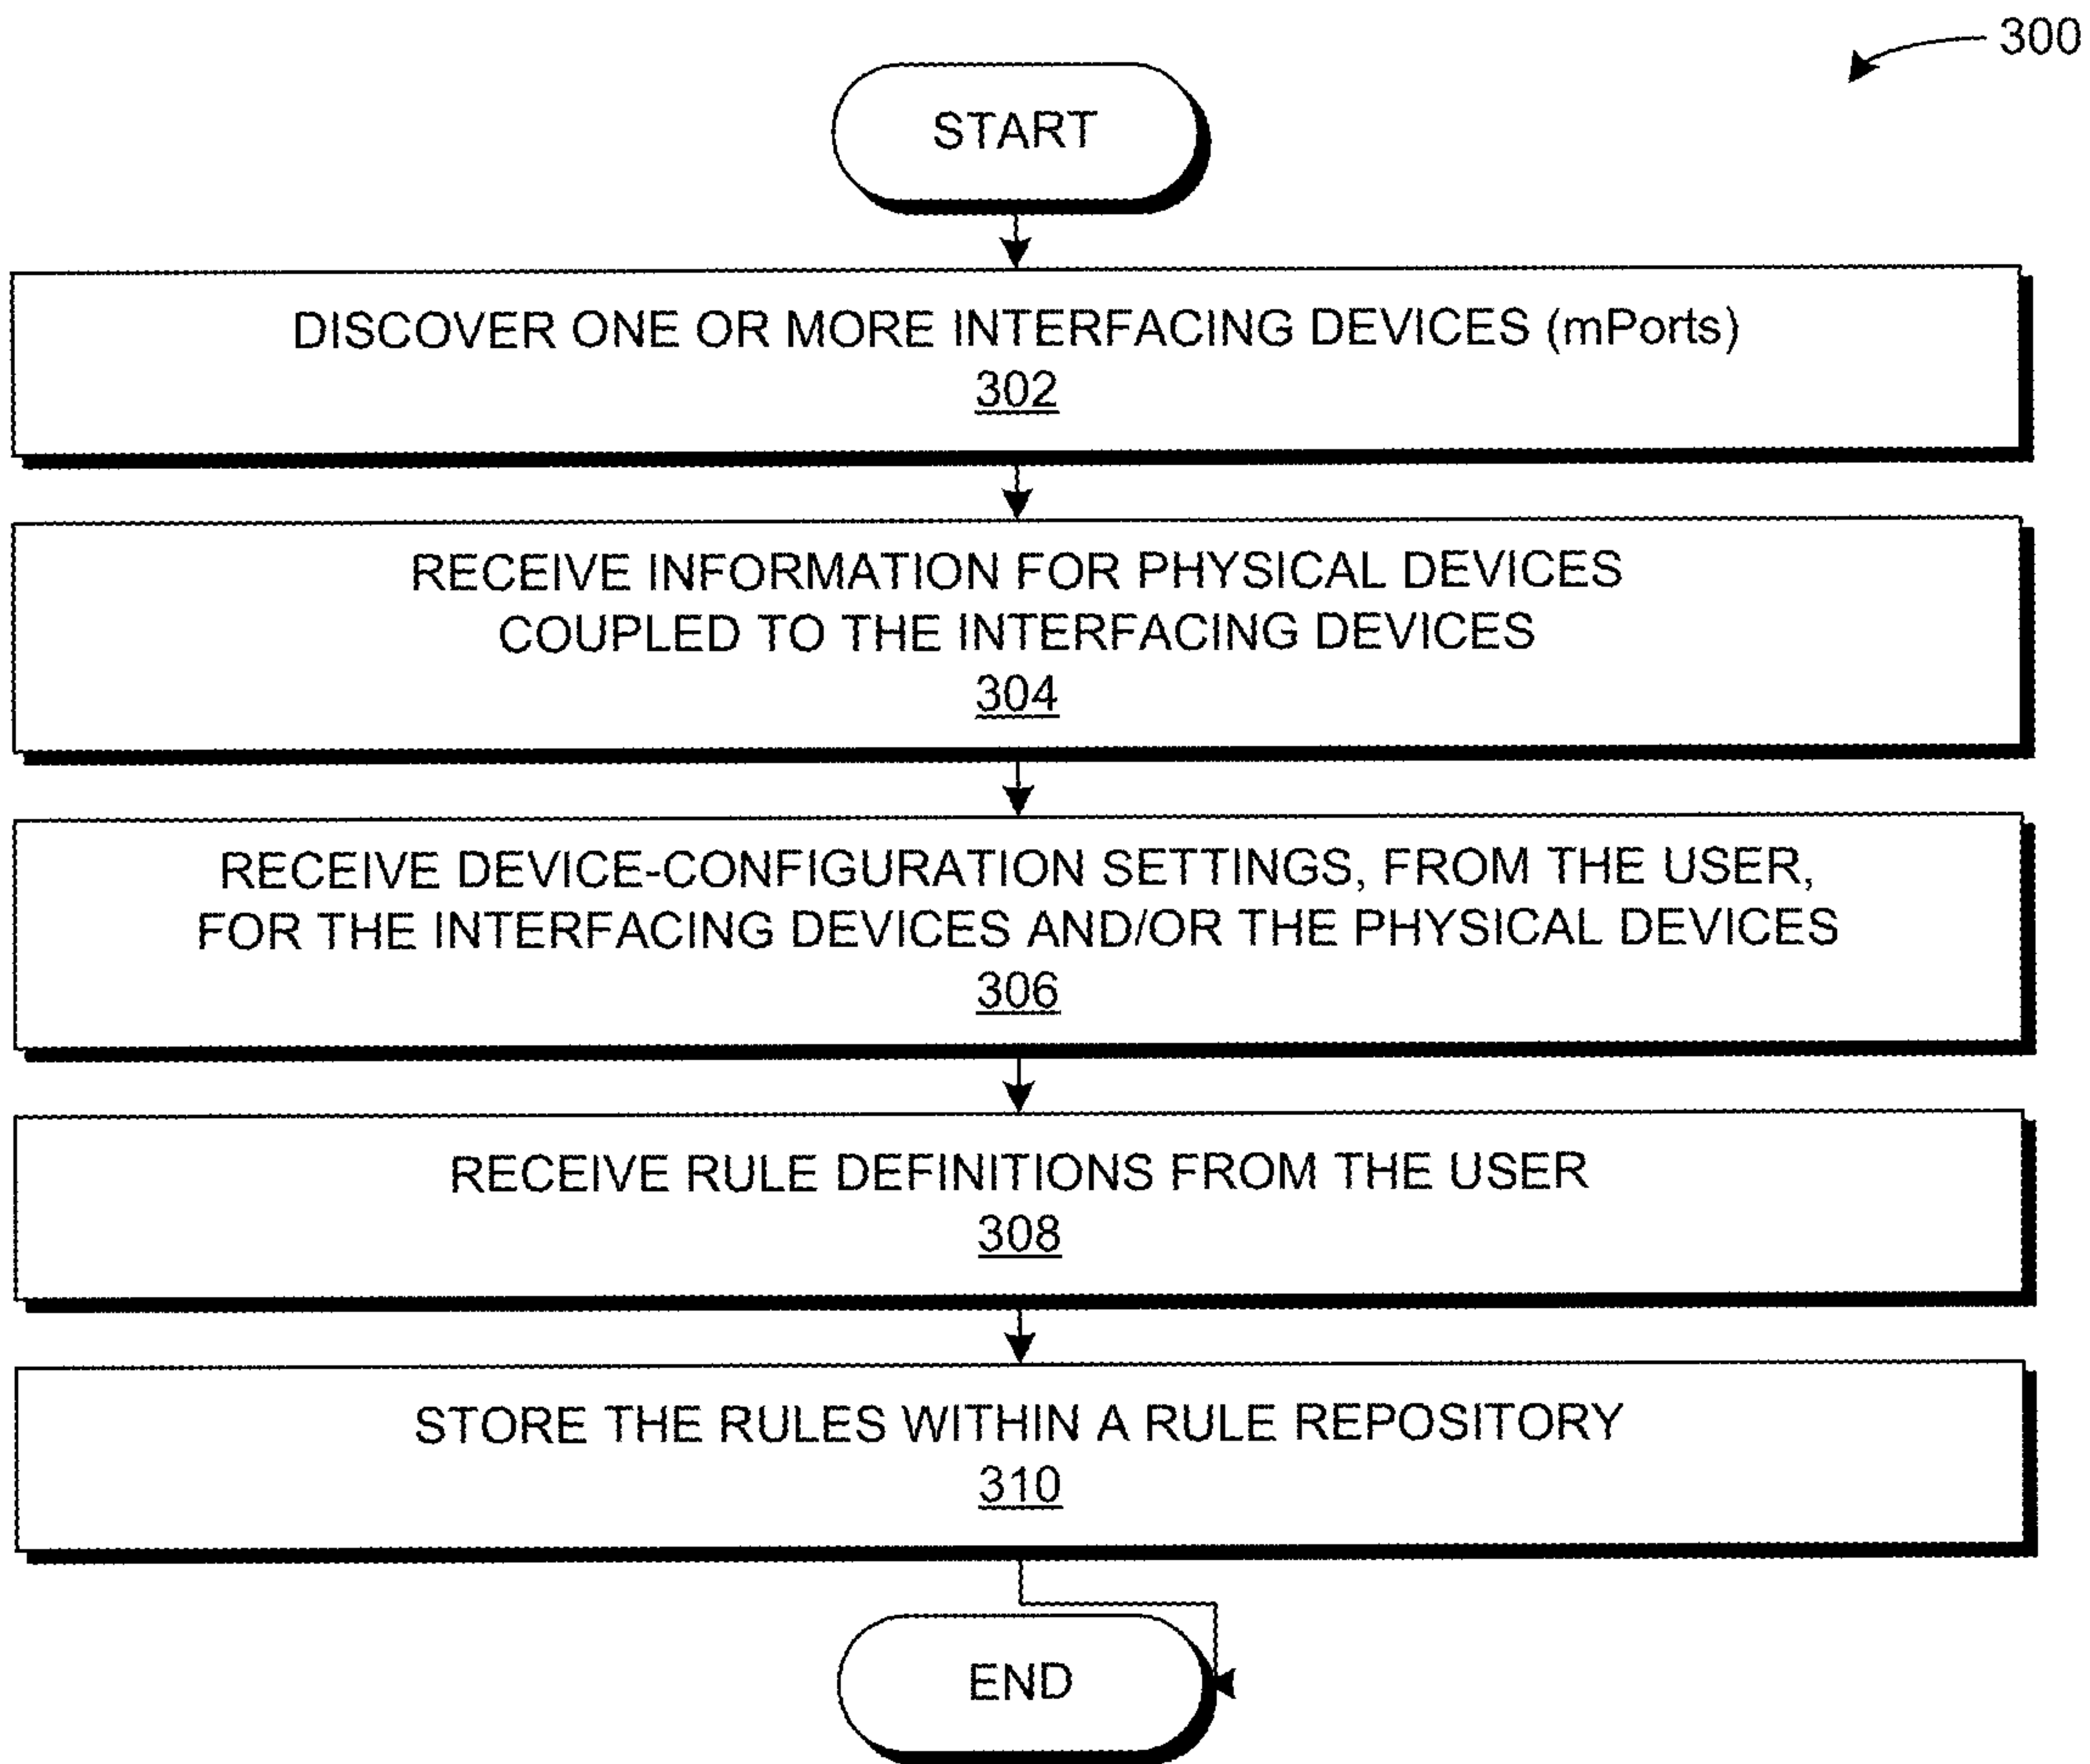 300
START
DISCOVER ONE OR MORE INTERFACING DEVICES (mPorts)
302
RECEIVE INFORMATION FOR PHYSICAL DEVICES
COUPLED TO THE INTERFACING DEVICES
304
RECEIVE DEVICE-CONFIGURATION SETTINGS, FROM THE USER,
FOR THE INTERFACING DEVICES AND/OR THE PHYSICAL DEVICES
306
RECEIVE RULE DEFINITIONS FROM THE USER
308
STORE THE RULES WITHIN A RULE REPOSITORY
310
END